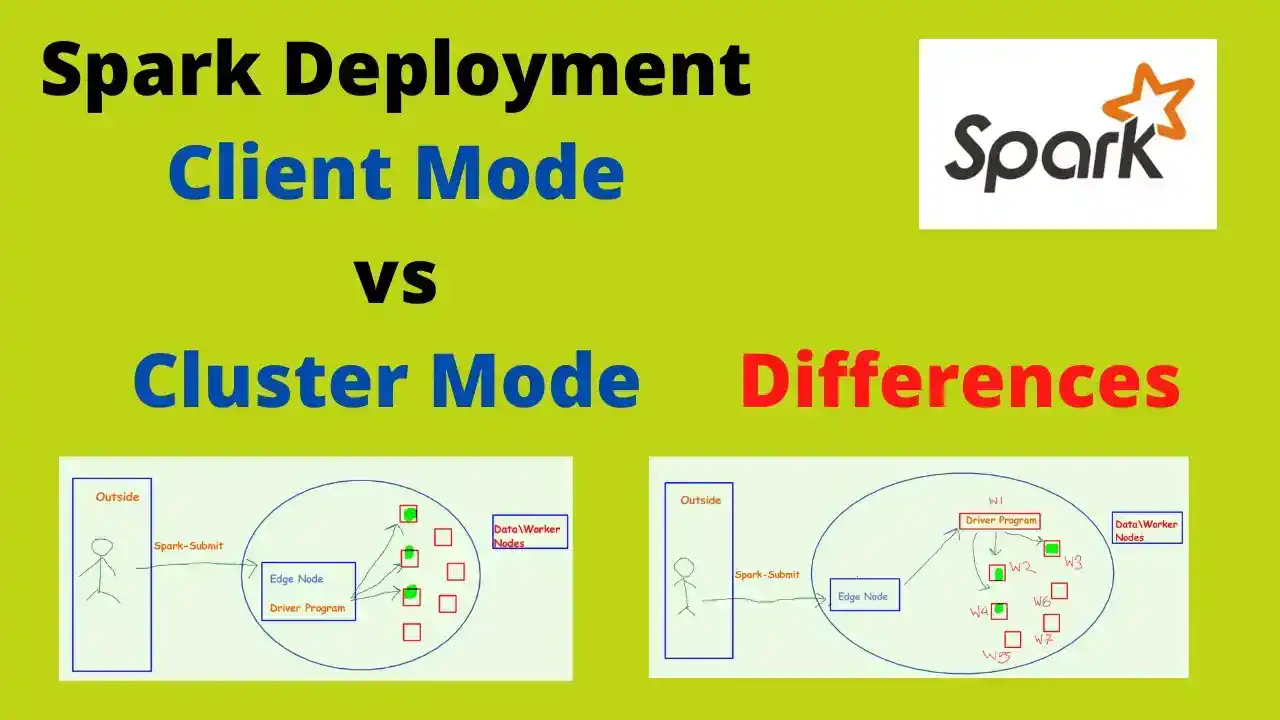 Spark Deployment
Client Mode
vs
Cluster Mode
Differences
Spark
Outside
Spark-Submit
Edge Node
Driver Program
Data\Worker
Nodes
Outside
Spark-Submit
Edge Node
W1
Driver Program
W2
W3
W4
W6
W7
W5
Data\Worker
Nodes